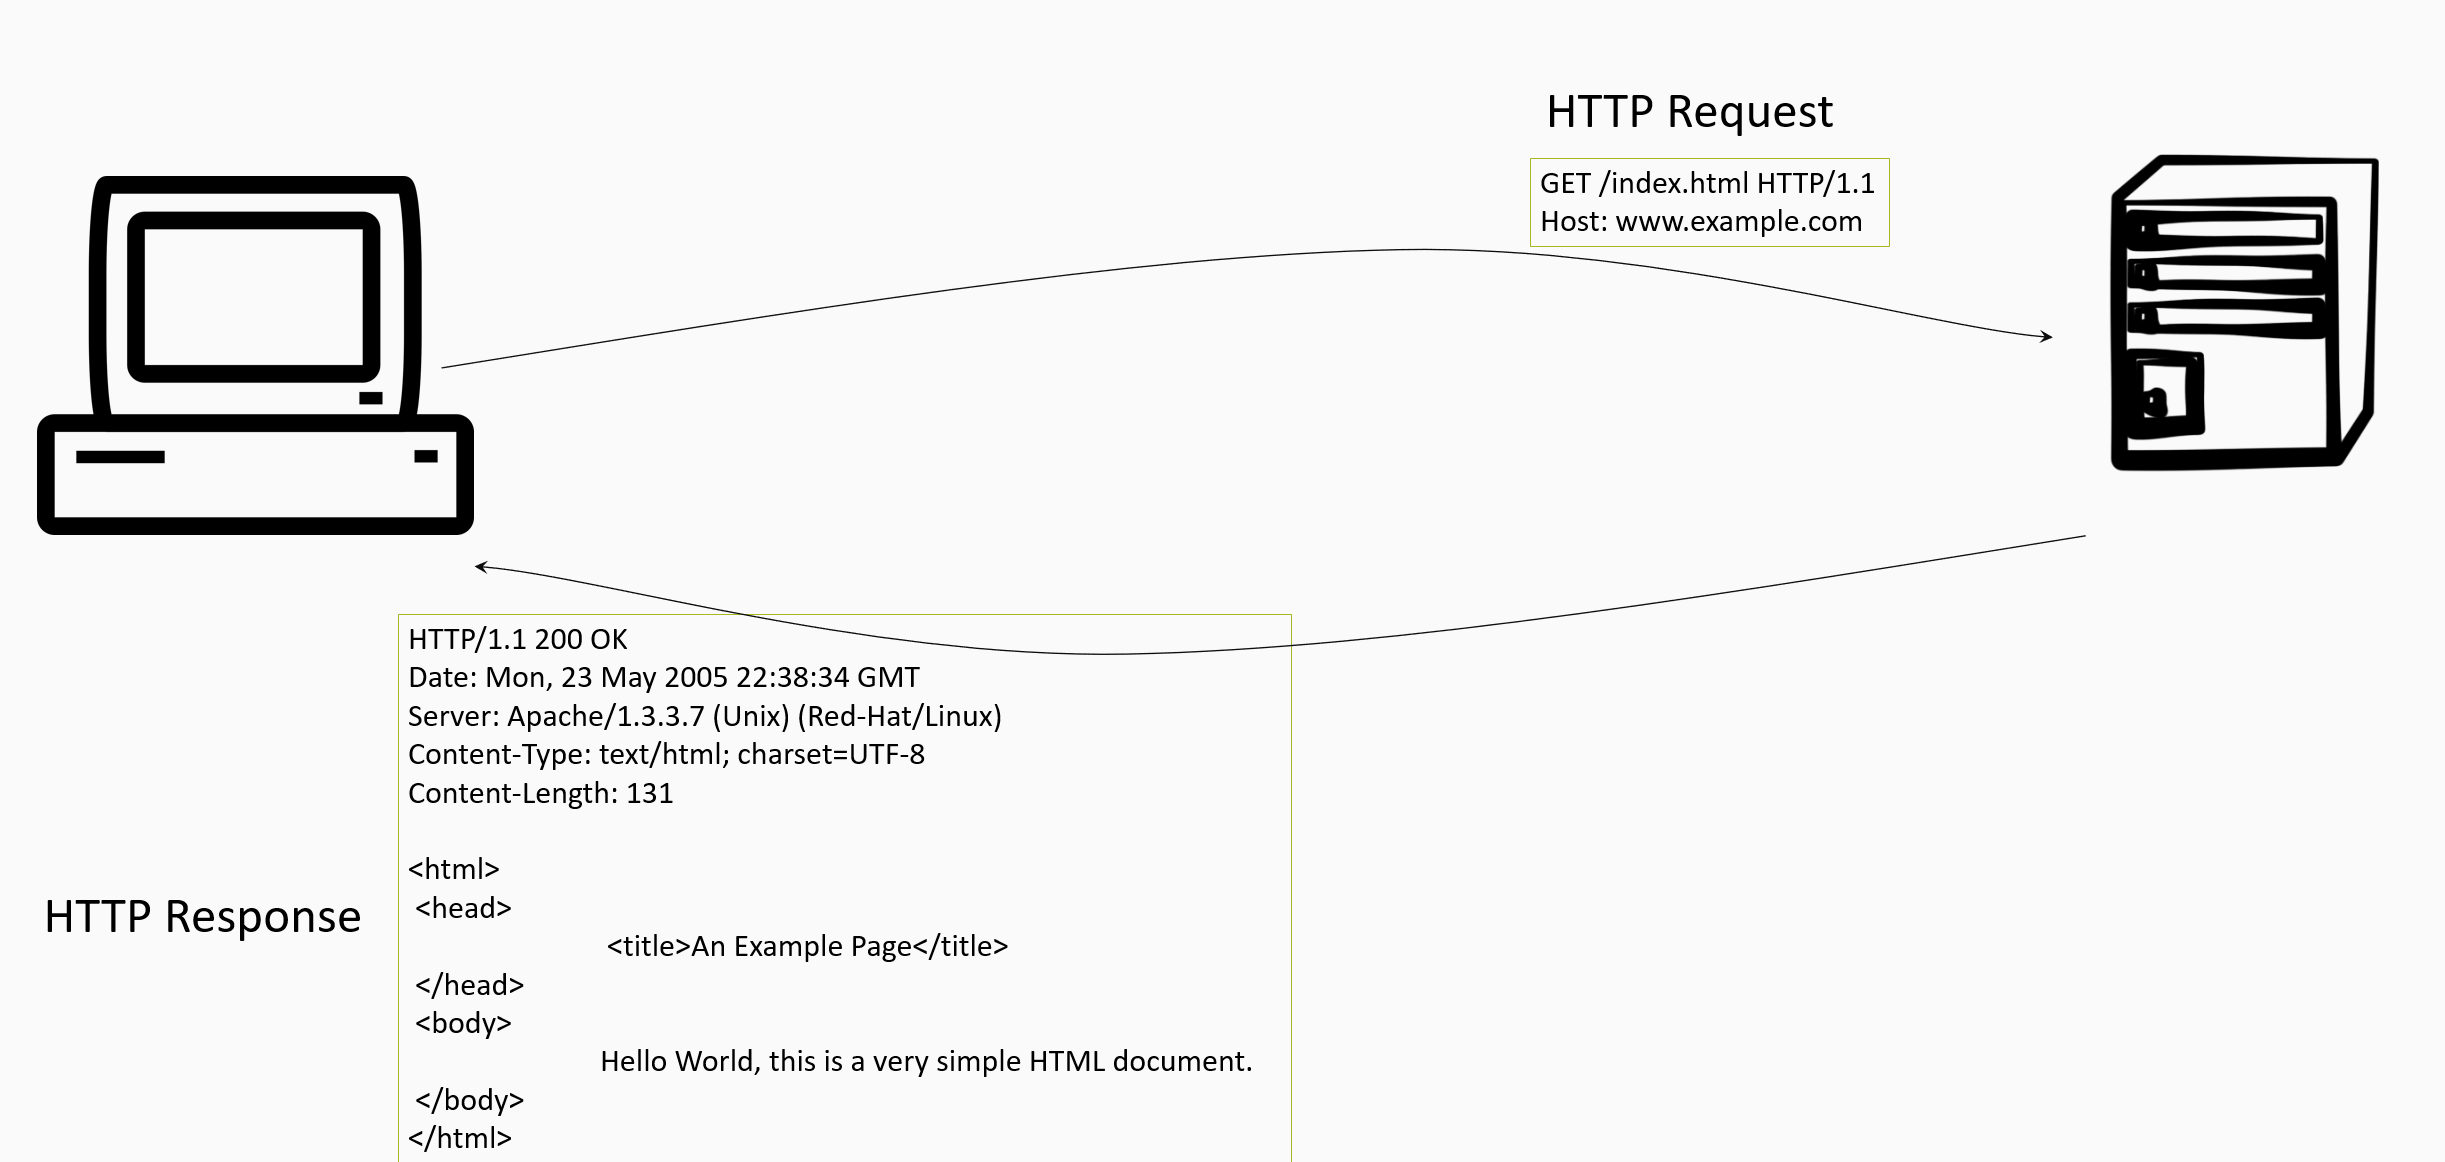 HTTP Request
GET /index.html HTTP/1.1
Host: www.example.com
HTTP/1.1 200 OK
Date: Mon, 23 May 2005 22:38:34 GMT
Server: Apache/1.3.3.7 (Unix) (Red-Hat/Linux)
Content-Type: text/html; charset=UTF-8
Content-Length: 131
<html>
<head>
<title>An Example Page</title>
</head>
<body>
Hello World, this is a very simple HTML document.
</body>
</html>
HTTP Response